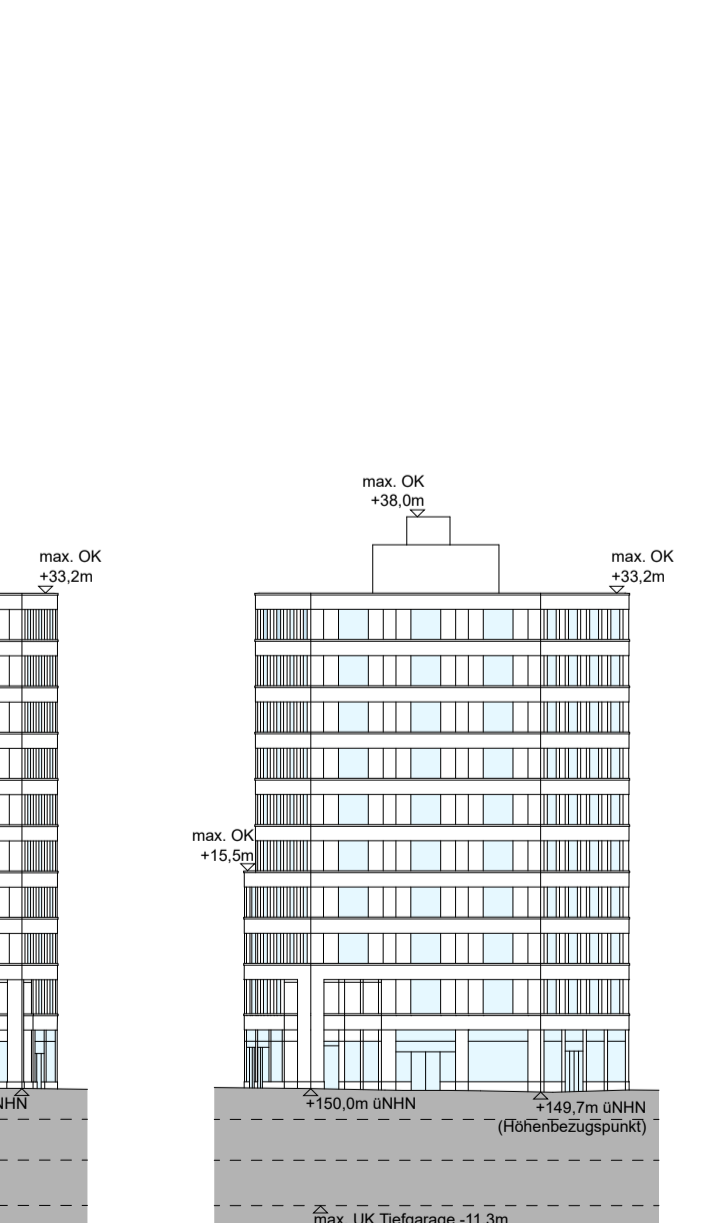 max. OK
+38,0m
max. OK
+33,2m
max. OK
+33,2m
max. OK
+15,5m
NHN
+150,0m üNHN
+149,7m üNHN
(Höhenbezugspunkt)
max. UK Tiefgarage -11,3m